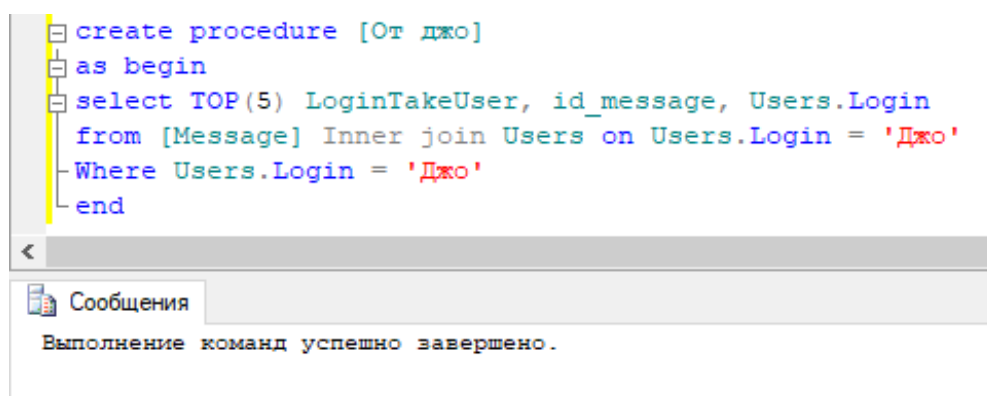 create procedure [От джо]
as begin
select TOP(5) LoginTakeUser, id_message, Users.Login
from [Message] Inner join Users on Users.Login = 'Джо'
Where Users.Login = 'Джо'
end
Сообщения
Выполнение команд успешно завершено.